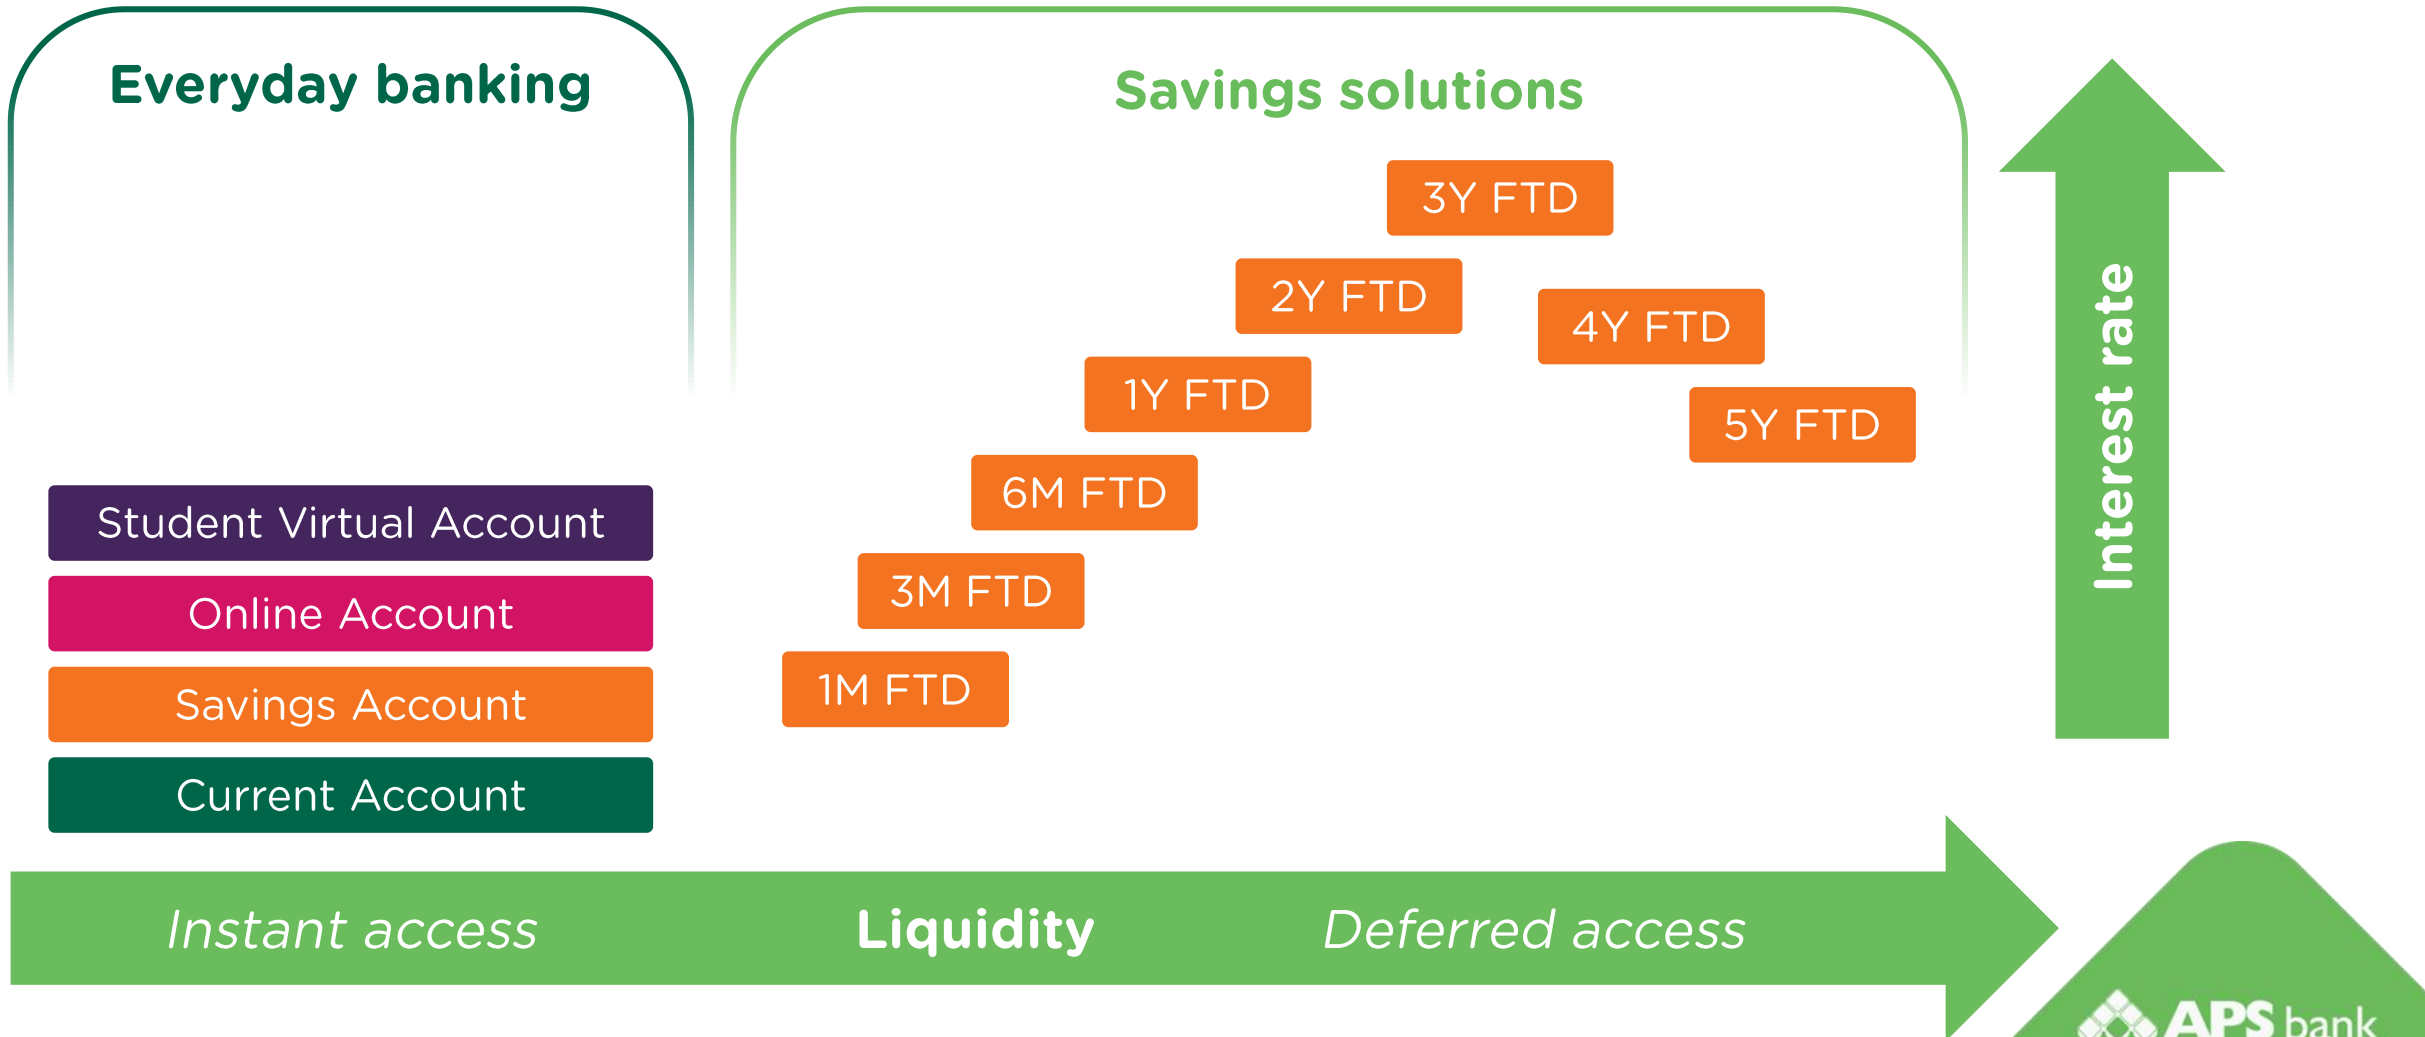 Everyday banking
Student Virtual Account
Online Account
Savings Account
Current Account
Savings solutions
3Y FTD
2Y FTD
4Y FTD
1Y FTD
5Y FTD
6M FTD
3M FTD
1M FTD
Interest rate
Instant access
Liquidity
Deferred access
APS bank